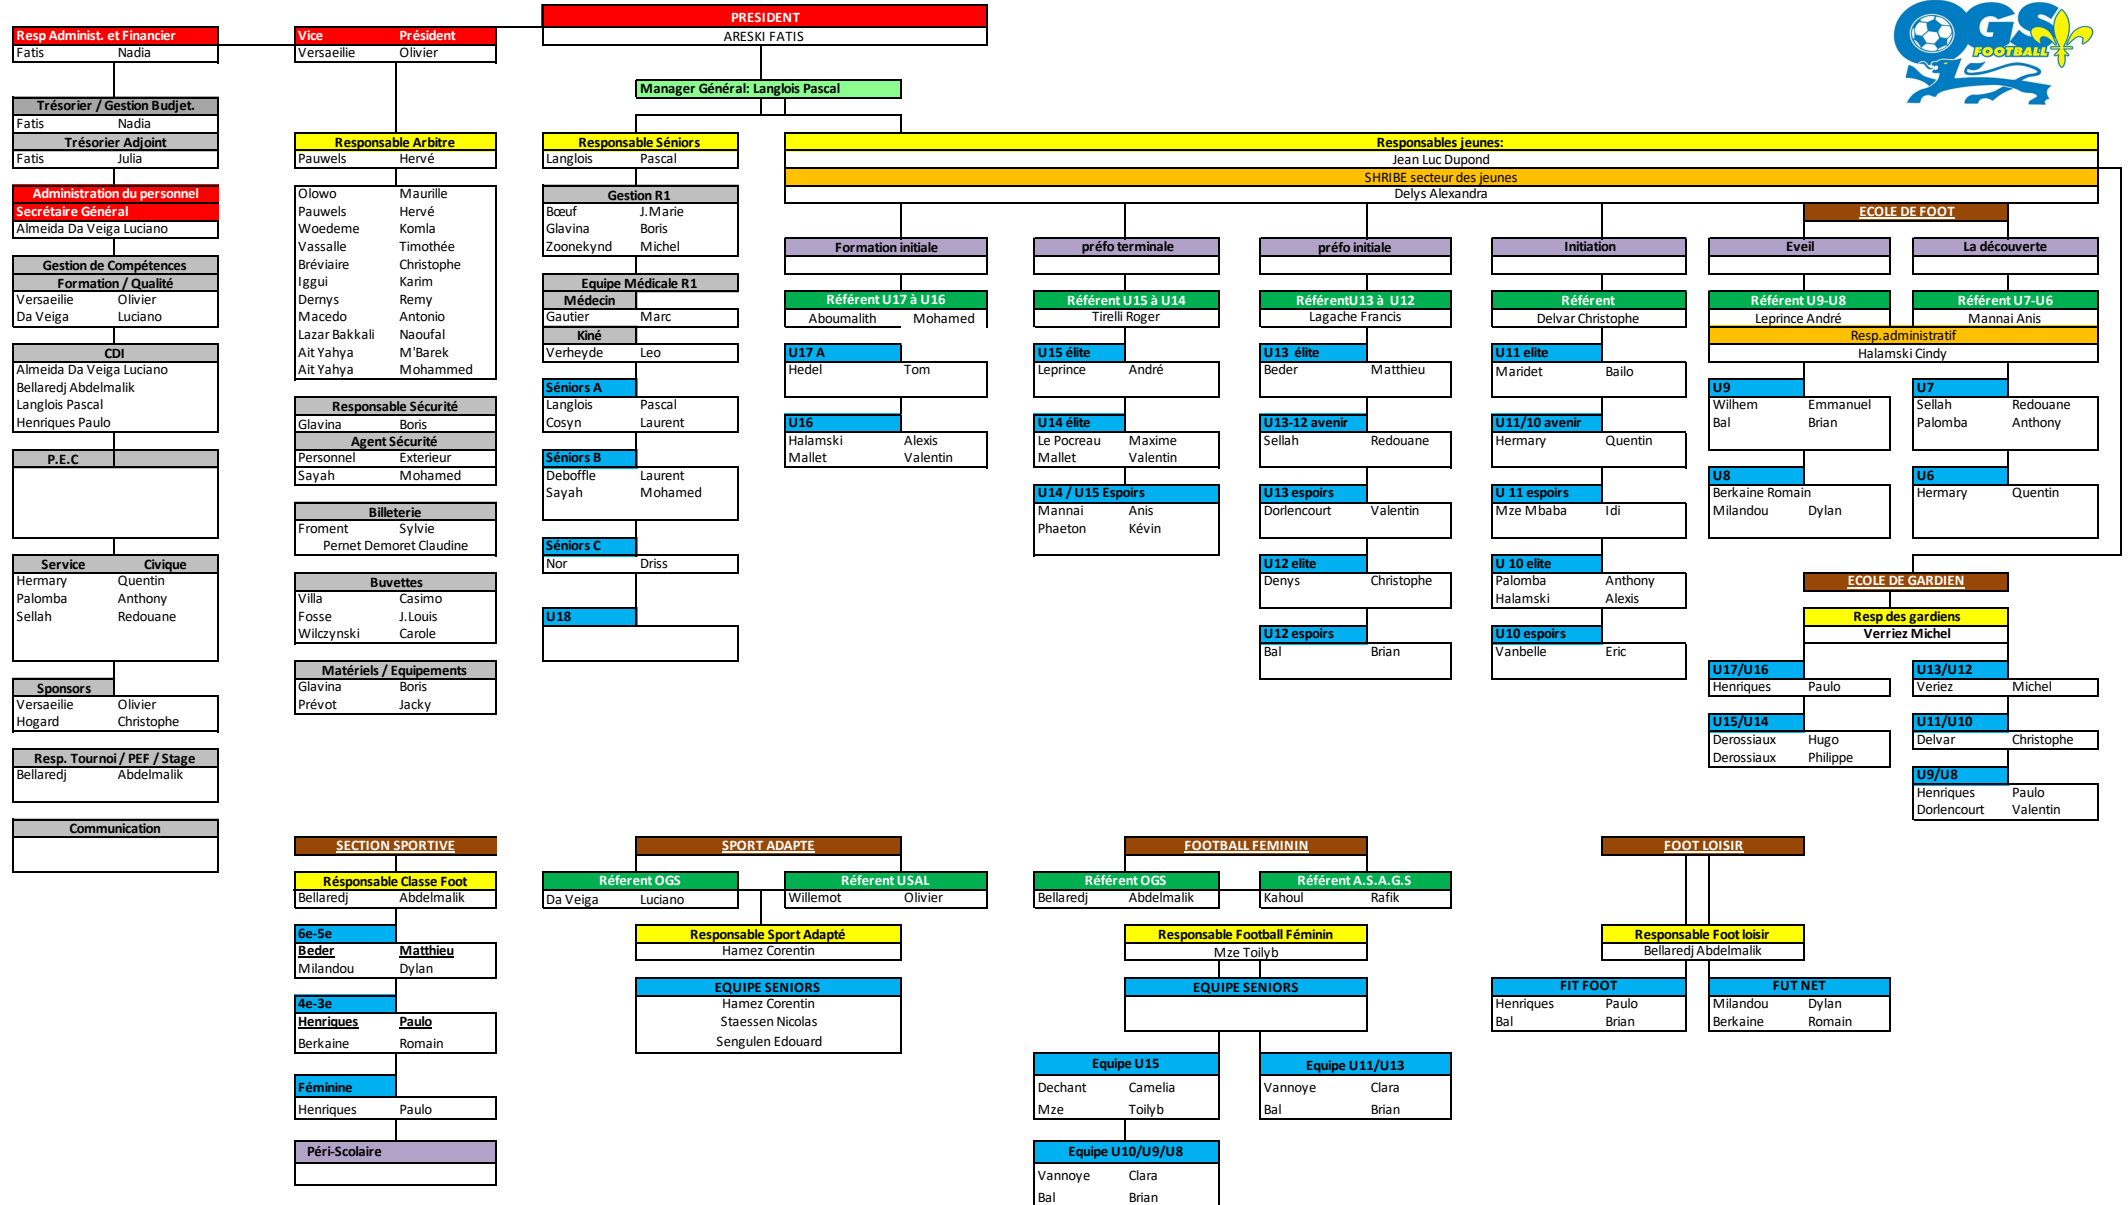 OGS
FOOTBALL
PRESIDENT
ARESKI FATIS
Resp Administ. et Financier
Fatis Nadia
Vice Président
Versaeilie Olivier
Manager Général: Langlois Pascal
Trésorier / Gestion Budjet.
Fatis Nadia
Trésorier Adjoint
Fatis Julia
Administration du personnel
Secrétaire Général
Almeida Da Veiga Luciano
Gestion de Compétences
Formation / Qualité
Versaeilie Olivier
Da Veiga Luciano
CDI
Almeida Da Veiga Luciano
Bellaredj Abdelmalik
Langlois Pascal
Henriques Paulo
P.E.C
Service Civique
Hermary Quentin
Palomba Anthony
Sellah Redouane
Sponsors
Versaeilie Olivier
Hogard Christophe
Resp. Tournoi / PEF / Stage
Bellaredj Abdelmalik
Communication
Responsable Arbitre
Pauwels Hervé
Olowo Maurille
Pauwels Hervé
Woedeme Komla
Vassalle Timothée
Bréviaire Christophe
Iggui Karim
Dernys Remy
Macedo Antonio
Lazar Bakkali Naoufal
Ait Yahya M'Barek
Ait Yahya Mohammed
Responsable Sécurité
Glavina Boris
Agent Sécurité
Personnel Exterieur
Sayah Mohamed
Billeterie
Froment Sylvie
Pernet Demoret Claudine
Buvettes
Villa Casimo
Fosse J.Louis
Wilczynski Carole
Matériels / Equipements
Glavina Boris
Prévot Jacky
Responsable Séniors
Langlois Pascal
Gestion R1
Bœuf J.Marie
Glavina Boris
Zoonekynd Michel
Equipe Médicale R1
Médecin
Gautier Marc
Kiné
Verheyde Leo
Séniors A
Langlois Pascal
Cosyn Laurent
Séniors B
Deboffle Laurent
Sayah Mohamed
Séniors C
Nor Driss
U18
Responsables jeunes:
Jean Luc Dupond
SHRIBE secteur des jeunes
Delys Alexandra
Formation initiale
Référent U17 à U16
Aboumalith Mohamed
U17 A
Hedel Tom
U16
Halamski Alexis
Mallet Valentin
préfo terminale
Référent U15 à U14
Tirelli Roger
U15 élite
Leprince André
U14 élite
Le Pocreau Maxime
Mallet Valentin
U14 / U15 Espoirs
Mannai Anis
Phaeton Kévin
préfo initiale
RéférentU13 à U12
Lagache Francis
U13 élite
Beder Matthieu
U13-12 avenir
Sellah Redouane
U13 espoirs
Dorlencourt Valentin
U12 elite
Denys Christophe
U12 espoirs
Bal Brian
Initiation
Référent
Delvar Christophe
U11 elite
Maridet Bailo
U11/10 avenir
Hermary Quentin
U 11 espoirs
Mze Mbaba Idi
U 10 elite
Palomba Anthony
Halamski Alexis
U10 espoirs
Vanbelle Eric
ECOLE DE FOOT
Eveil
Référent U9-U8
Leprince André
La découverte
Référent U7-U6
Mannai Anis
Resp.administratif
Halamski Cindy
U9
Wilhem Emmanuel
Bal Brian
U8
Berkaine Romain
Milandou Dylan
U7
Sellah Redouane
Palomba Anthony
U6
Hermary Quentin
ECOLE DE GARDIEN
Resp des gardiens
Verriez Michel
U17/U16
Henriques Paulo
U15/U14
Derossiaux Hugo
Derossiaux Philippe
U13/U12
Veriez Michel
U11/U10
Delvar Christophe
U9/U8
Henriques Paulo
Dorlencourt Valentin
SECTION SPORTIVE
Résponsable Classe Foot
Bellaredj Abdelmalik
6e-5e
Beder Matthieu
Milandou Dylan
4e-3e
Henriques Paulo
Berkaine Romain
Féminine
Henriques Paulo
Péri-Scolaire
SPORT ADAPTE
Réferent OGS
Da Veiga Luciano
Réferent USAL
Willemot Olivier
Responsable Sport Adapté
Hamez Corentin
EQUIPE SENIORS
Hamez Corentin
Staessen Nicolas
Sengulen Edouard
FOOTBALL FEMININ
Référent OGS
Bellaredj Abdelmalik
Référent A.S.A.G.S
Kahoul Rafik
Responsable Football Féminin
Mze Toilyb
EQUIPE SENIORS
Equipe U15
Dechant Camelia
Mze Toilyb
Equipe U11/U13
Vannoye Clara
Bal Brian
Equipe U10/U9/U8
Vannoye Clara
Bal Brian
FOOT LOISIR
Responsable Foot loisir
Bellaredj Abdelmalik
FIT FOOT
Henriques Paulo
Bal Brian
FUT NET
Milandou Dylan
Berkaine Romain